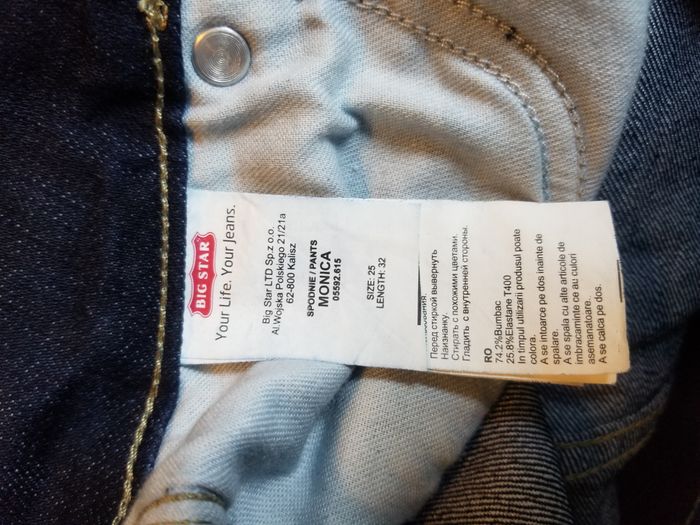 BIG STAR
Your Life. Your Jeans.
Big Star LTD Sp.z o.o.
Al.Wojska Polskiego 21/21a
62-800 Kalisz
SPODNIE / PANTS
MONICA
05592.615
SIZE: 25
LENGTH: 32
Перед стиркой вывернуть
Наизнанку.
Стирать с похожими цветами.
Гладить с внутренней стороны.
RO
74.2%Bumbac
25.8%Elastane T400
In timpul utilizarii produsul poate
colora.
A se intoarce pe dos inainte de
spalare.
A se spala cu alte articole de
imbracaminte ce au culori
asemanatoare.
A se calca pe dos.